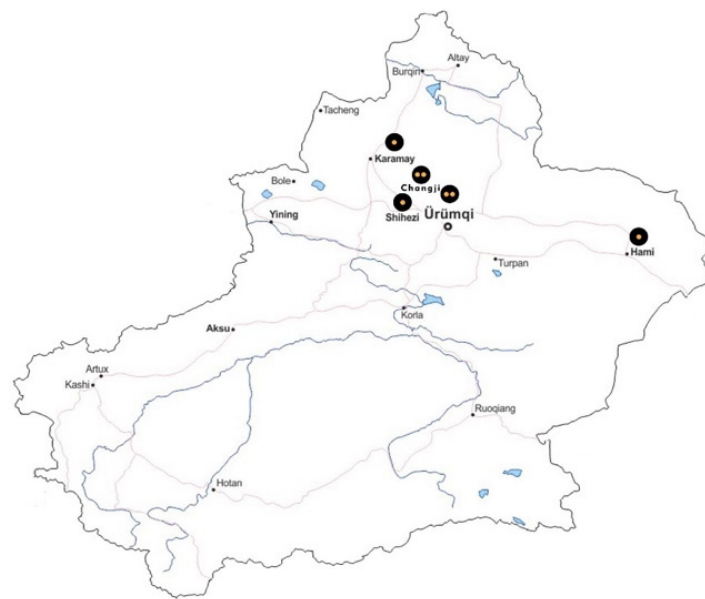 Altay
Burqin
Tacheng
Karamay
Changji
Bole
Shihezi
Ürümqi
Yining
Hami
Turpan
Korla
Aksu
Artux
Kashi
Ruoqiang
Hotan